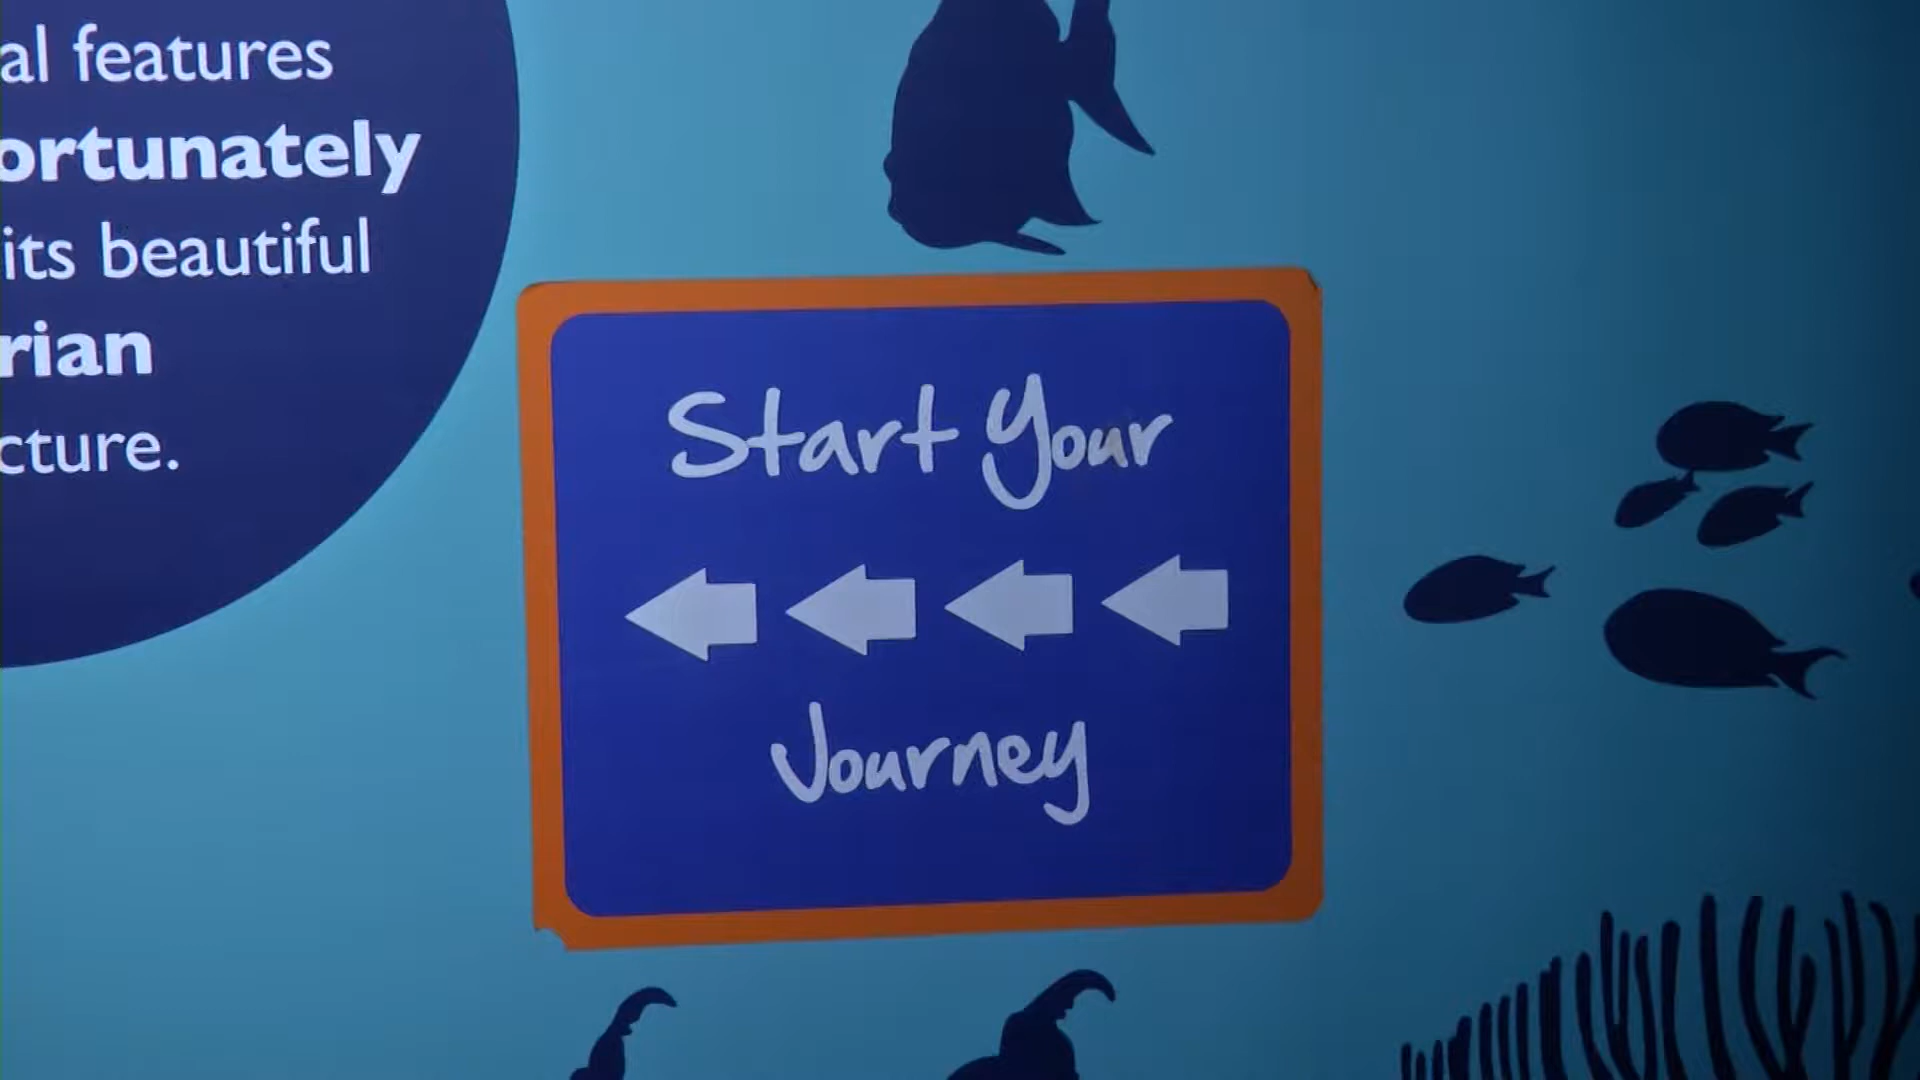 al features
ortunately
its beautiful
rian
cture.
Start Your
Journey